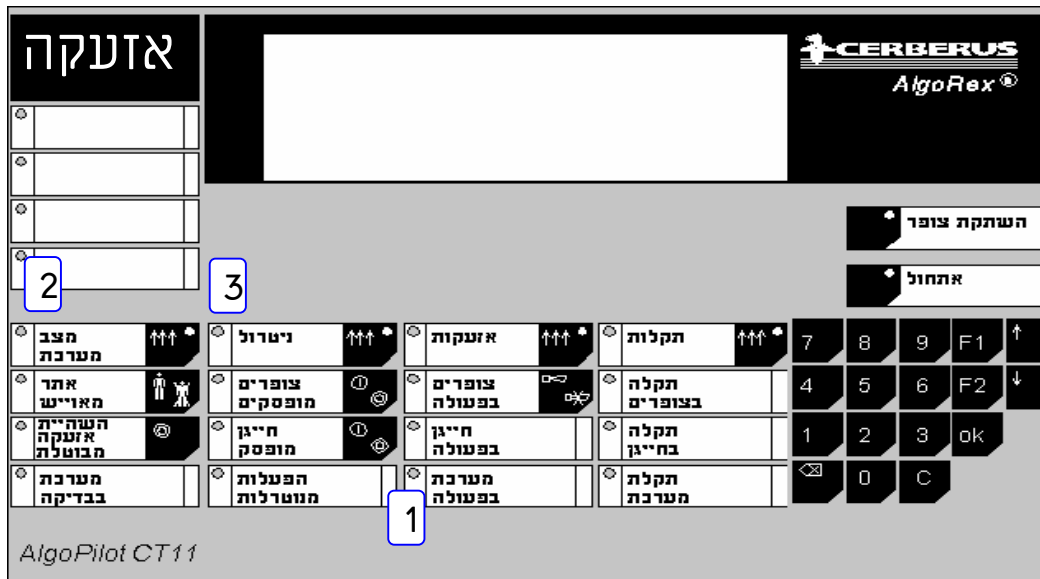 אזעקה
CERBERUS
AlgoRex ®
השתקת צופר
אתחול
2
3
מצב
מערכת
ניטרול
אזעקות
תקלות
7 8 9 F1 ↑
אתר
מאוייש
צופרים
מופסקים
צופרים
בפעולה
תקלה
בצופרים
4 5 6 F2 ↓
השהיית
אזעקה
מבוטלת
חייגן
מופסק
חייגן
בפעולה
תקלה
בחייגן
1 2 3 ok
מערכת
בבדיקה
הפעלות
מנוטרלות
מערכת
בפעולה
תקלת
מערכת
0 C
1
AlgoPilot CT11